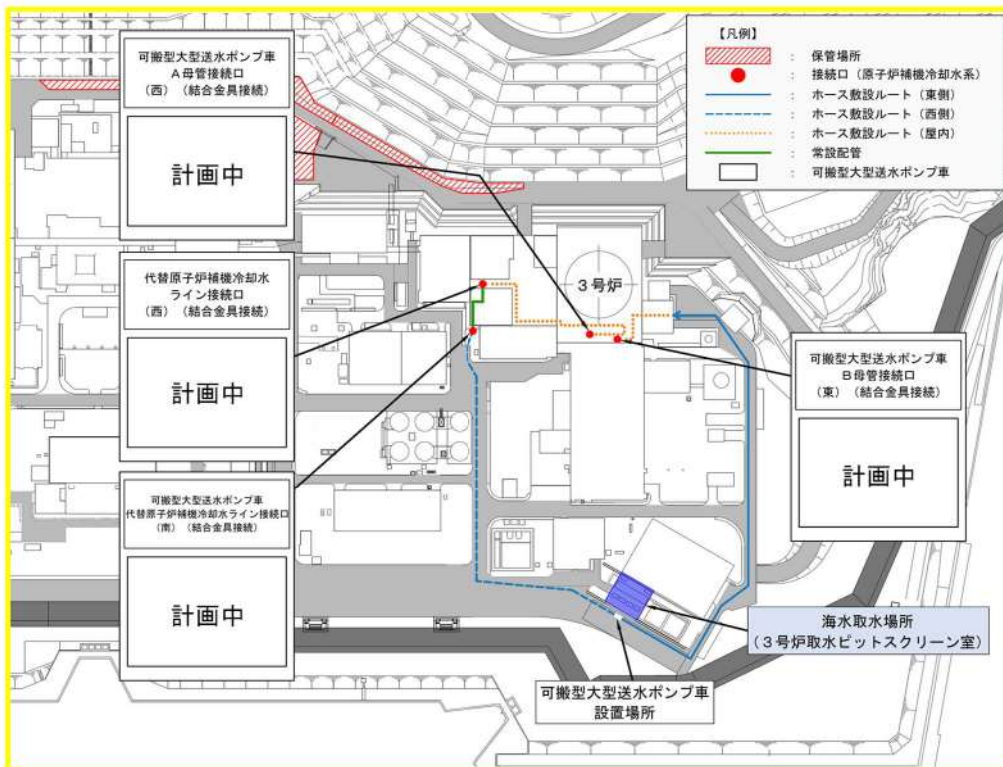 可搬型大型送水ポンプ車
A母管接続口
（西）（結合金具接続）
計画中
代替原子炉補機冷却水
ライン接続口
（西）（結合金具接続）
計画中
可搬型大型送水ポンプ車
代替原子炉補機冷却水ライン接続口
（南）（結合金具接続）
計画中
【凡例】
： 保管場所
： 接続口（原子炉補機冷却水系）
： ホース敷設ルート（東側）
： ホース敷設ルート（西側）
： ホース敷設ルート（屋内）
： 常設配管
： 可搬型大型送水ポンプ車
３号炉
可搬型大型送水ポンプ車
B母管接続口
（東）（結合金具接続）
計画中
海水取水場所
（３号炉取水ピットスクリーン室）
可搬型大型送水ポンプ車
設置場所